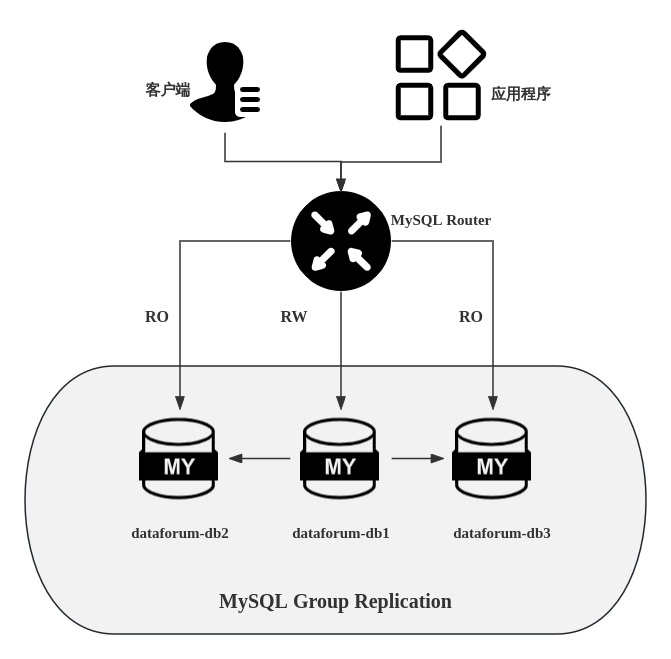 客户端
应用程序
MySQL Router
RO
RW
RO
MY
MY
MY
dataforum-db2
dataforum-db1
dataforum-db3
MySQL Group Replication